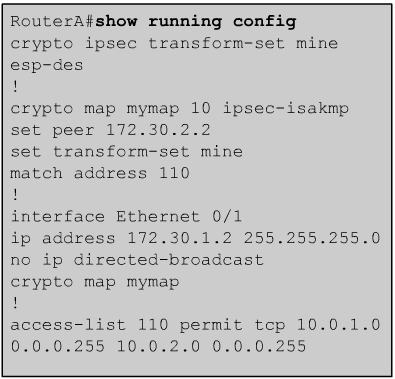 RouterA#show running config
crypto ipsec transform-set mine
esp-des
!
crypto map mymap 10 ipsec-isakmp
set peer 172.30.2.2
set transform-set mine
match address 110
!
interface Ethernet 0/1
ip address 172.30.1.2 255.255.255.0
no ip directed-broadcast
crypto map mymap
!
access-list 110 permit tcp 10.0.1.0
0.0.0.255 10.0.2.0 0.0.0.255